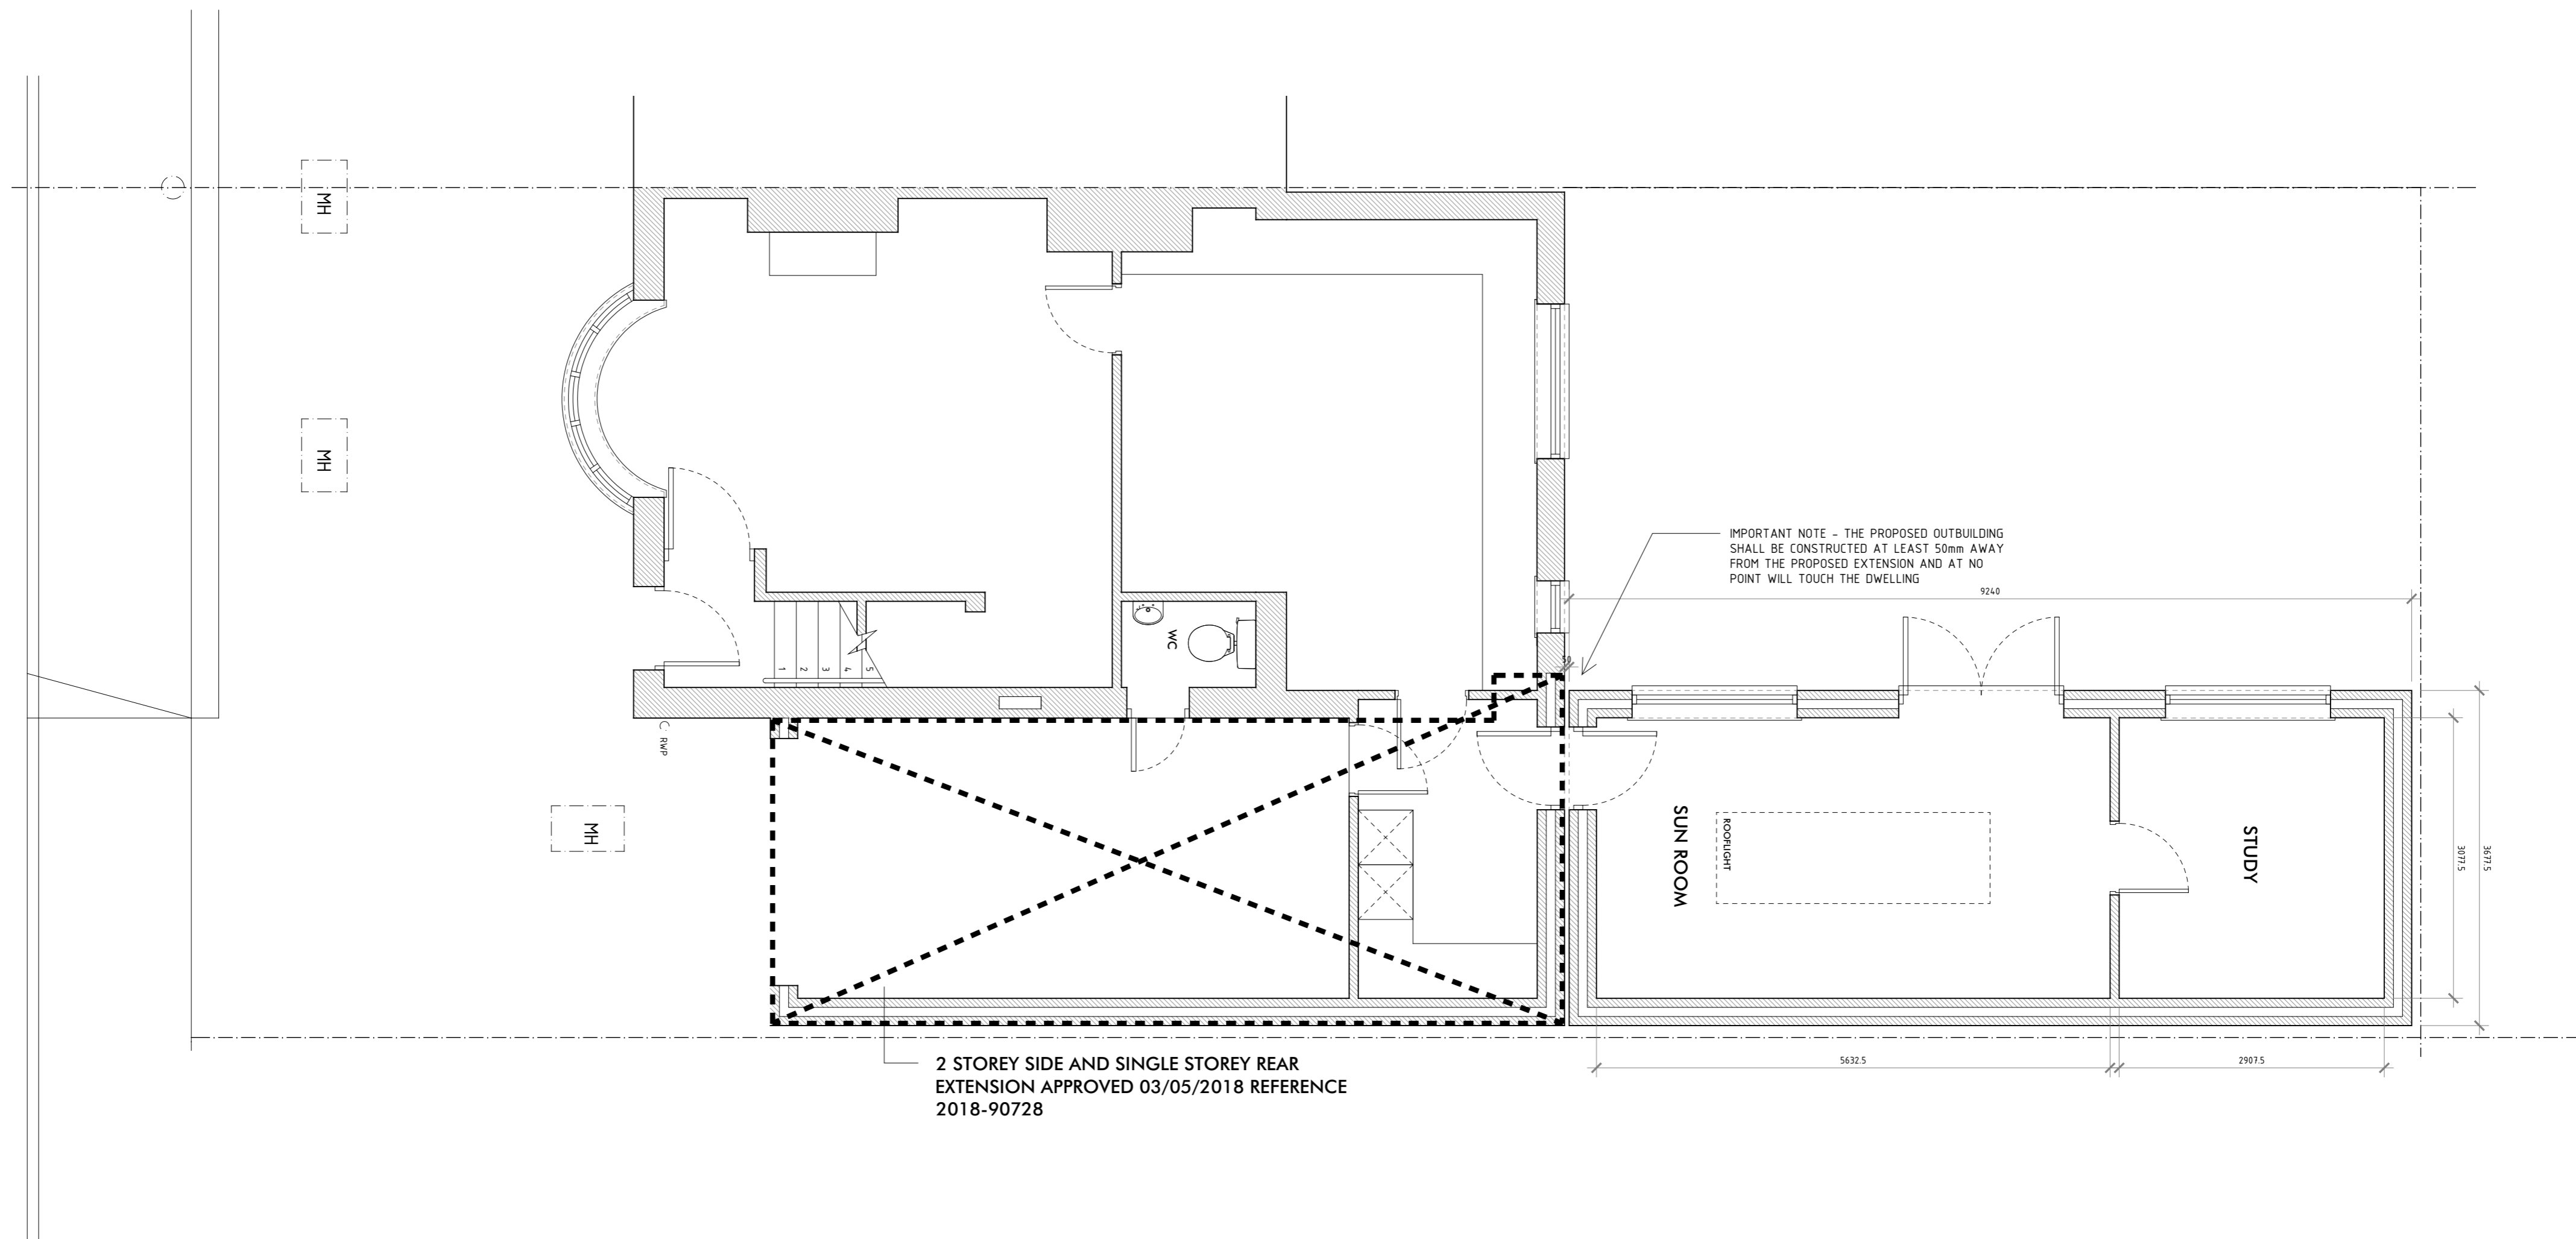 MH
MH
IMPORTANT NOTE - THE PROPOSED OUTBUILDING
SHALL BE CONSTRUCTED AT LEAST 50mm AWAY
FROM THE PROPOSED EXTENSION AND AT NO
POINT WILL TOUCH THE DWELLING
9240
WC
50
1
2
3
4
5
RWP
MH
SUN ROOM
ROOFLIGHT
STUDY
3077.5
3677.5
5632.5
2907.5
2 STOREY SIDE AND SINGLE STOREY REAR
EXTENSION APPROVED 03/05/2018 REFERENCE
2018-90728